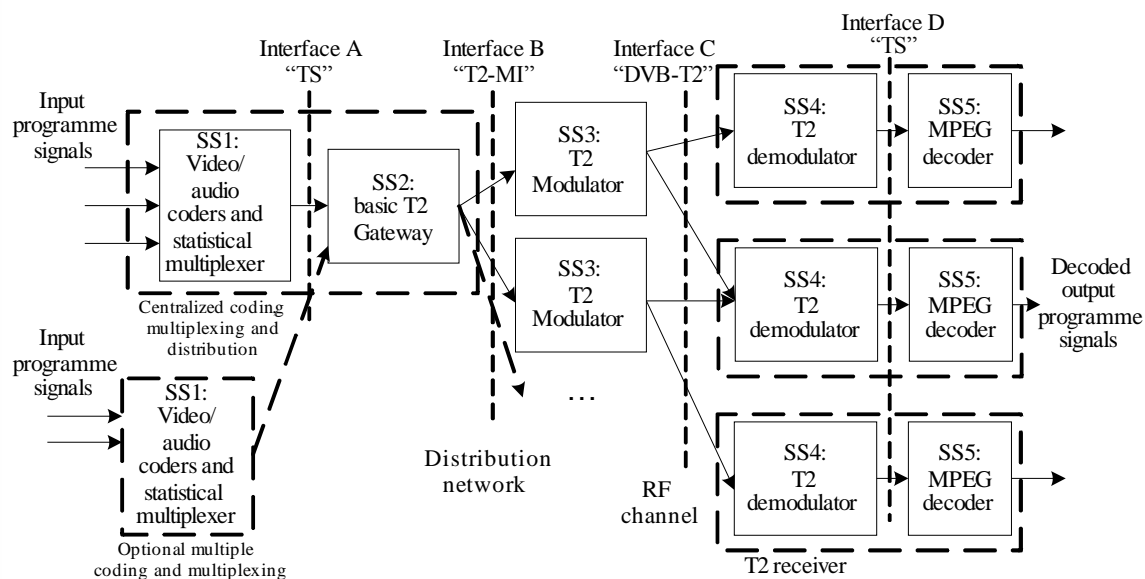 Interface A
“TS”
Interface B
“T2-MI”
Interface C
“DVB-T2”
Interface D
“TS”
Input
programme
signals
SS1:
Video/
audio
coders and
statistical
multiplexer
SS2:
basic T2
Gateway
Centralized coding,
multiplexing and
distribution
SS3:
T2
Modulator
SS3:
T2
Modulator
...
SS4:
T2
demodulator
SS5:
MPEG
decoder
SS4:
T2
demodulator
SS5:
MPEG
decoder
Decoded
output
programme
signals
SS4:
T2
demodulator
SS5:
MPEG
decoder
T2 receiver
Input
programme
signals
SS1:
Video/
audio
coders and
statistical
multiplexer
Optional multiple
coding and multiplexing
Distribution
network
RF
channel